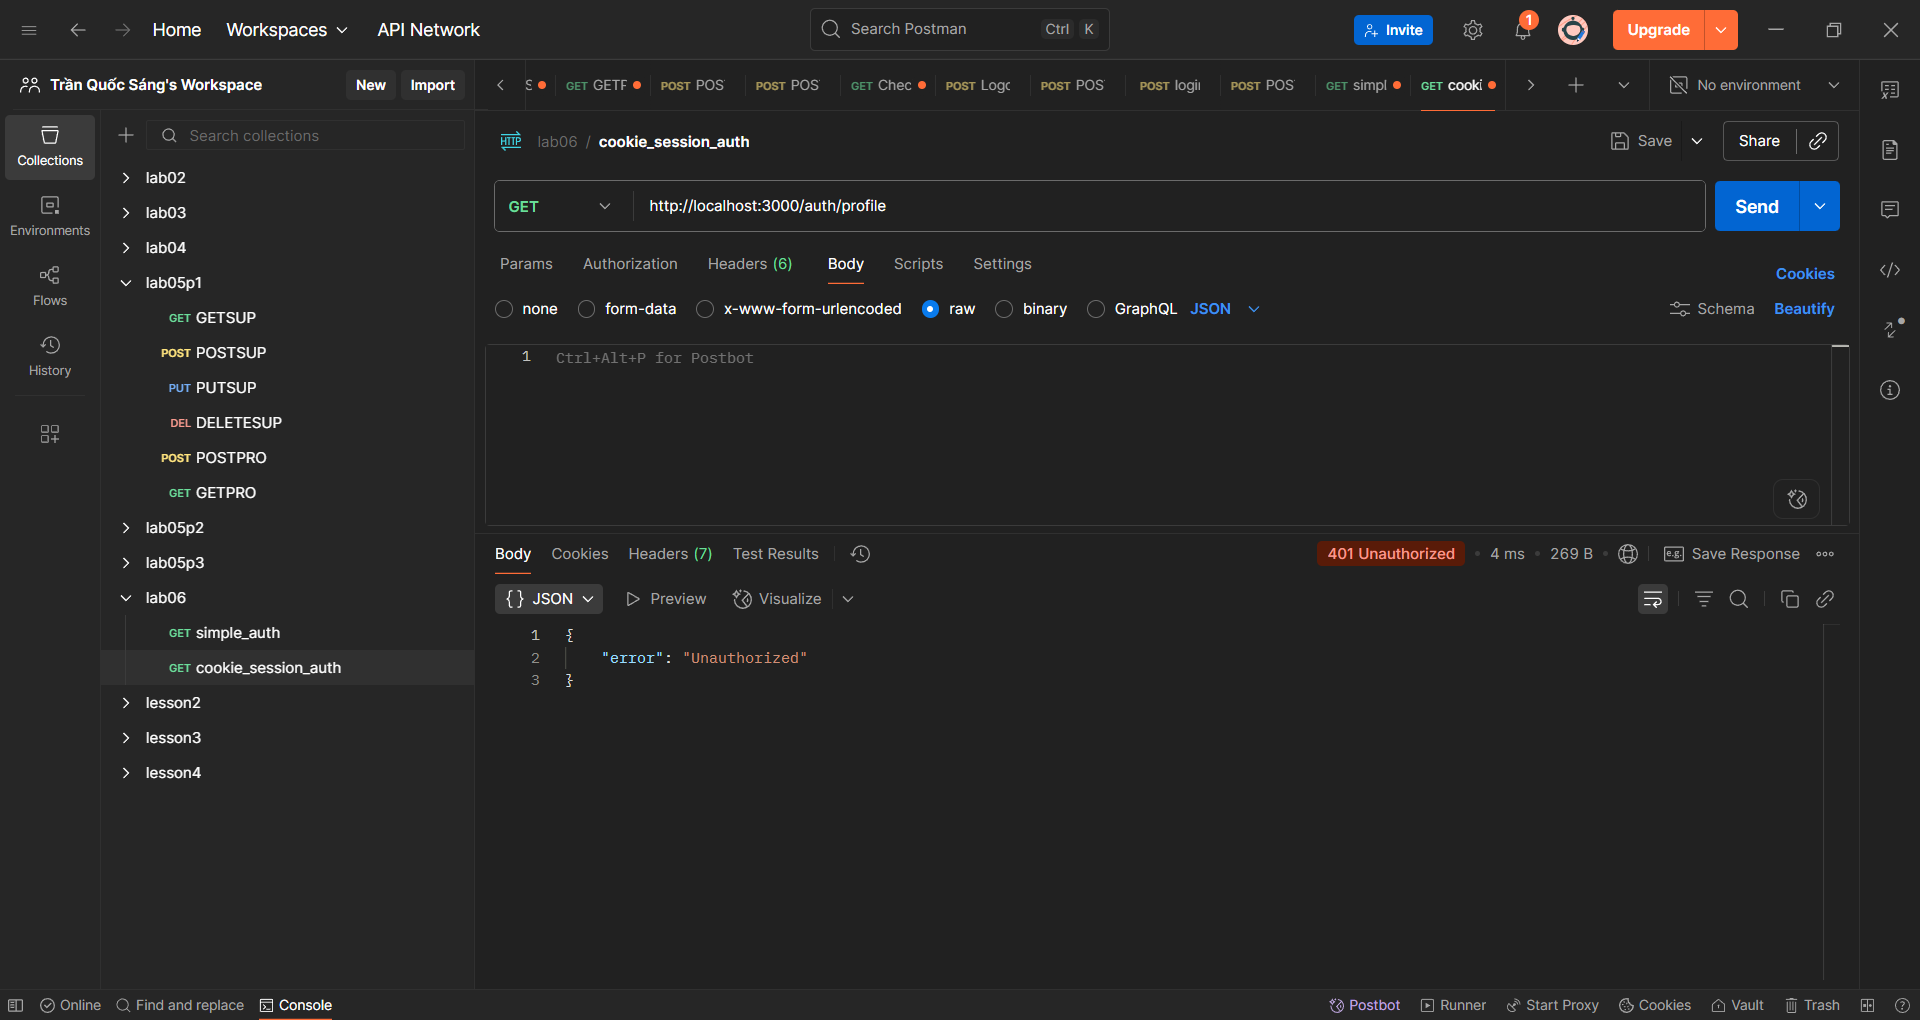 Home Workspaces API Network Search Postman Ctrl K Invite 1 Upgrade
Trần Quốc Sáng's Workspace New Import
GET GETF POST POS POST POS GET Chec POST Logo POST POS POST logii POST POS GET simpl GET cooki No environment
Collections
Search collections
lab06 / cookie_session_auth Save Share
lab02
lab03
Environments
GET http://localhost:3000/auth/profile Send
lab04
Params Authorization Headers (6) Body Scripts Settings Cookies
lab05p1
Flows
none form-data x-www-form-urlencoded raw binary GraphQL JSON Schema Beautify
GET GETSUP
POST POSTSUP
1 Ctrl+Alt+P for Postbot
History
PUT PUTSUP
DEL DELETESUP
POST POSTPRO
GET GETPRO
lab05p2
Body Cookies Headers (7) Test Results 401 Unauthorized • 4 ms • 269 B • e.g. Save Response
lab05p3
lab06
{} JSON Preview Visualize
GET simple_auth
1 {
2 "error": "Unauthorized"
3 }
GET cookie_session_auth
lesson2
lesson3
lesson4
Online Find and replace Console Postbot Runner Start Proxy Cookies Vault Trash